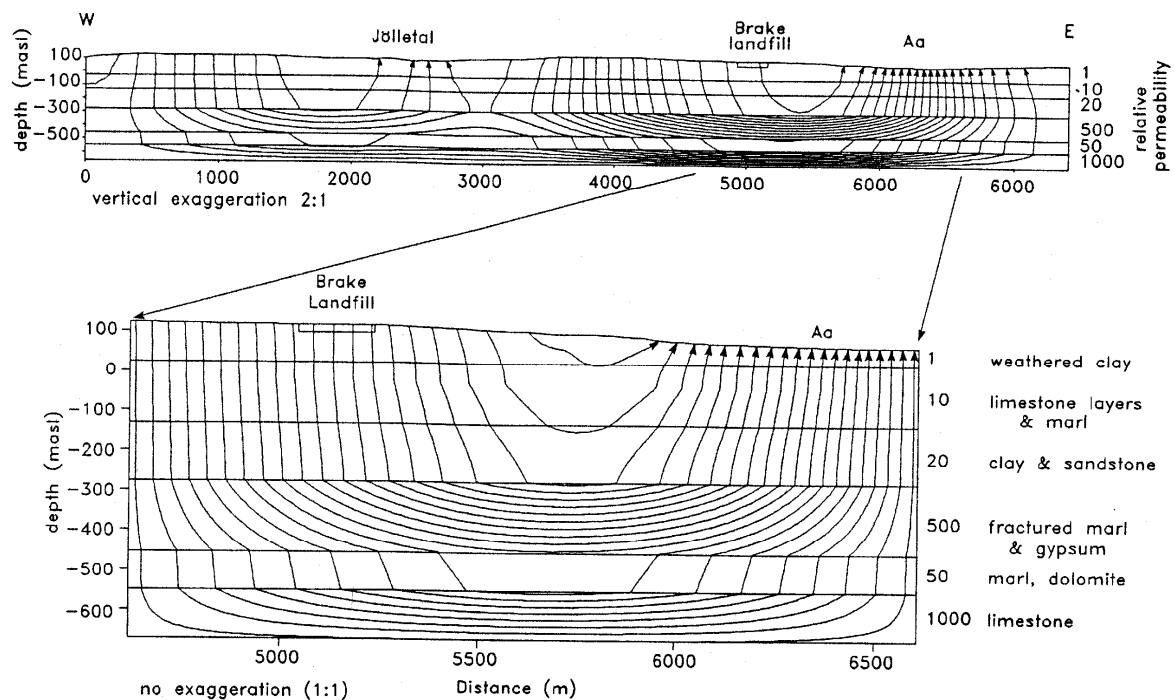 W
E
Jölletal
Brake
landfill
Aa
depth (masl)
100
-100
-300
-500
1
10
20
500
50
1000
relative
permeability
0
1000
2000
3000
4000
5000
6000
6000
vertical exaggeration 2:1
Brake
Landfill
Aa
depth (masl)
100
0
-100
-200
-300
-400
-500
-600
1 weathered clay
10 limestone layers
& marl
20 clay & sandstone
500 fractured marl
& gypsum
50 marl, dolomite
1000 limestone
5000
5500
6000
6500
no exaggeration (1:1)
Distance (m)